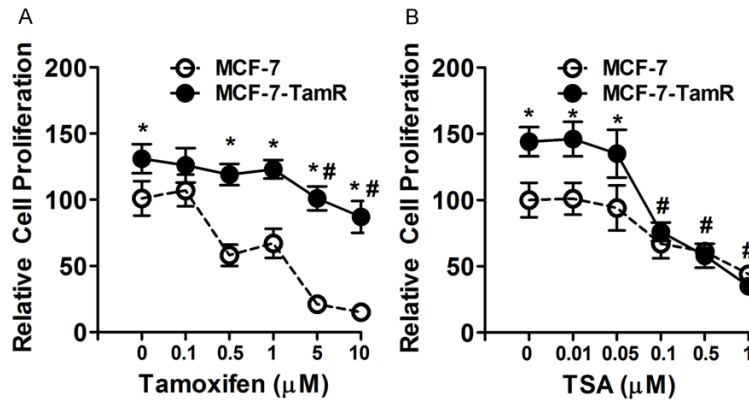 A
200
150
100
50
0
Relative Cell Proliferation
MCF-7
MCF-7-TamR
*
*
*
*#
*#
0 0.1 0.5 1 5 10
Tamoxifen (μM)
B
200
150
100
50
0
Relative Cell Proliferation
MCF-7
MCF-7-TamR
*
*
*
#
#
#
0 0.01 0.05 0.1 0.5 1
TSA (μM)